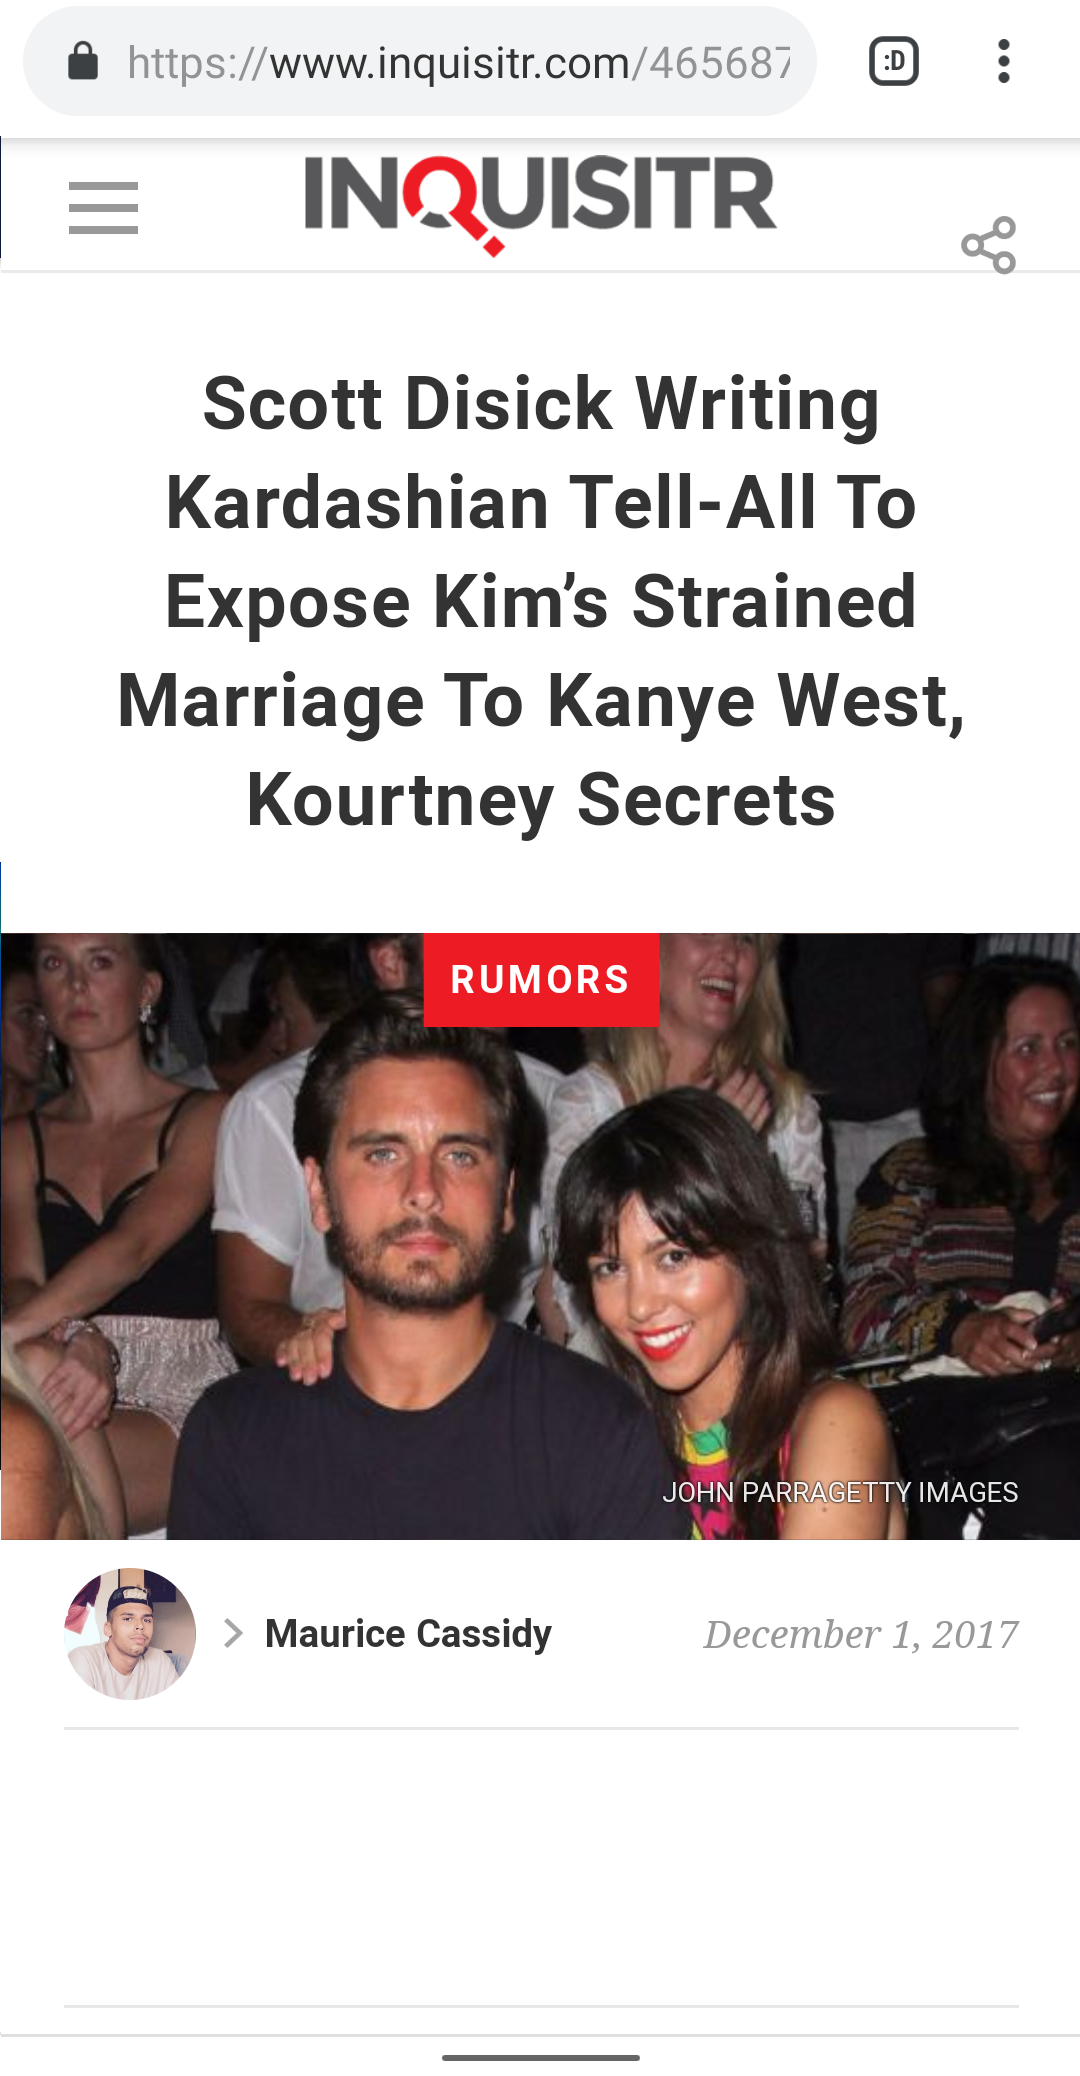 https://www.inquisitr.com/465687
:D
INQUISITR
Scott Disick Writing
Kardashian Tell-All To
Expose Kim’s Strained
Marriage To Kanye West,
Kourtney Secrets
RUMORS
JOHN PARRAGETTY IMAGES
Maurice Cassidy
December 1, 2017